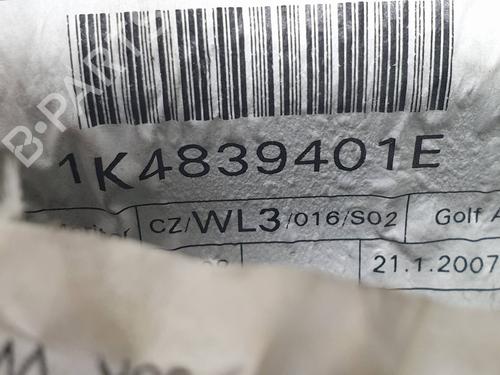 B-PARTS
1K4839401E
CZ/WL3/016/S02 Golf A
21.1.2007